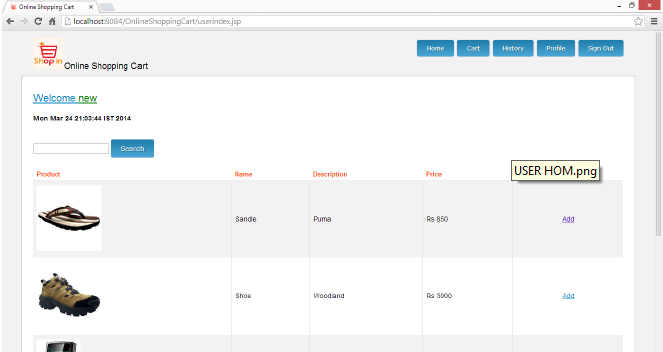 Online Shopping Cart
localhost:8084/OnlineShoppingCart/userindex.jsp
Shop in
Online Shopping Cart
Home Cart History Profile Sign Out
Welcome new
Mon Mar 24 21:03:44 IST 2014
Search
Product Name Description Price
USER HOM.png
Sandle Puma Rs 850 Add
Shoe Woodland Rs 3000 Add